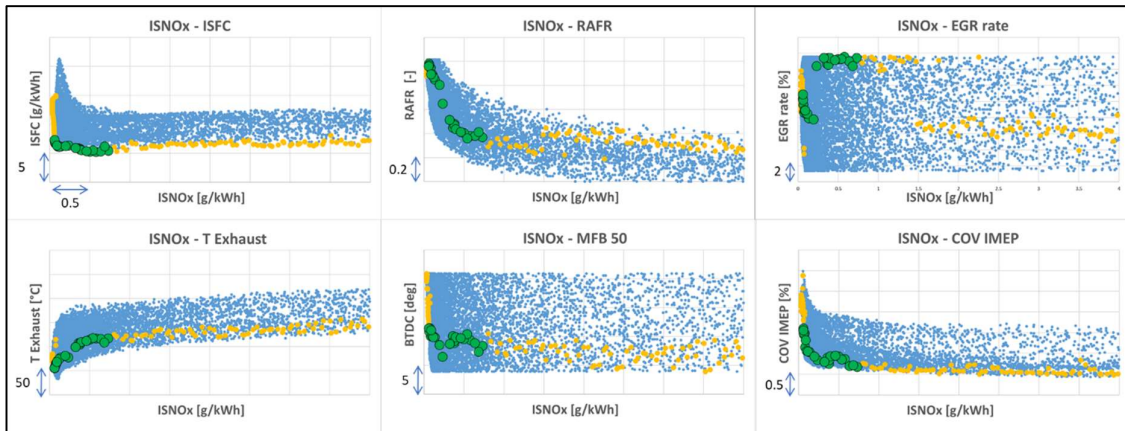 ISNOx - ISFC
ISFC [g/kWh]
5
0.5
ISNOx [g/kWh]
ISNOx - RAFR
RAFR [-]
0.2
ISNOx [g/kWh]
ISNOx - EGR rate
EGR rate [%]
2
0 0.5 1 1.5 2 2.5 3 3.5 4
ISNOx [g/kWh]
ISNOx - T Exhaust
T Exhaust [°C]
50
ISNOx [g/kWh]
ISNOx - MFB 50
BTDC [deg]
5
ISNOx [g/kWh]
ISNOx - COV IMEP
COV IMEP [%]
0.5
ISNOx [g/kWh]